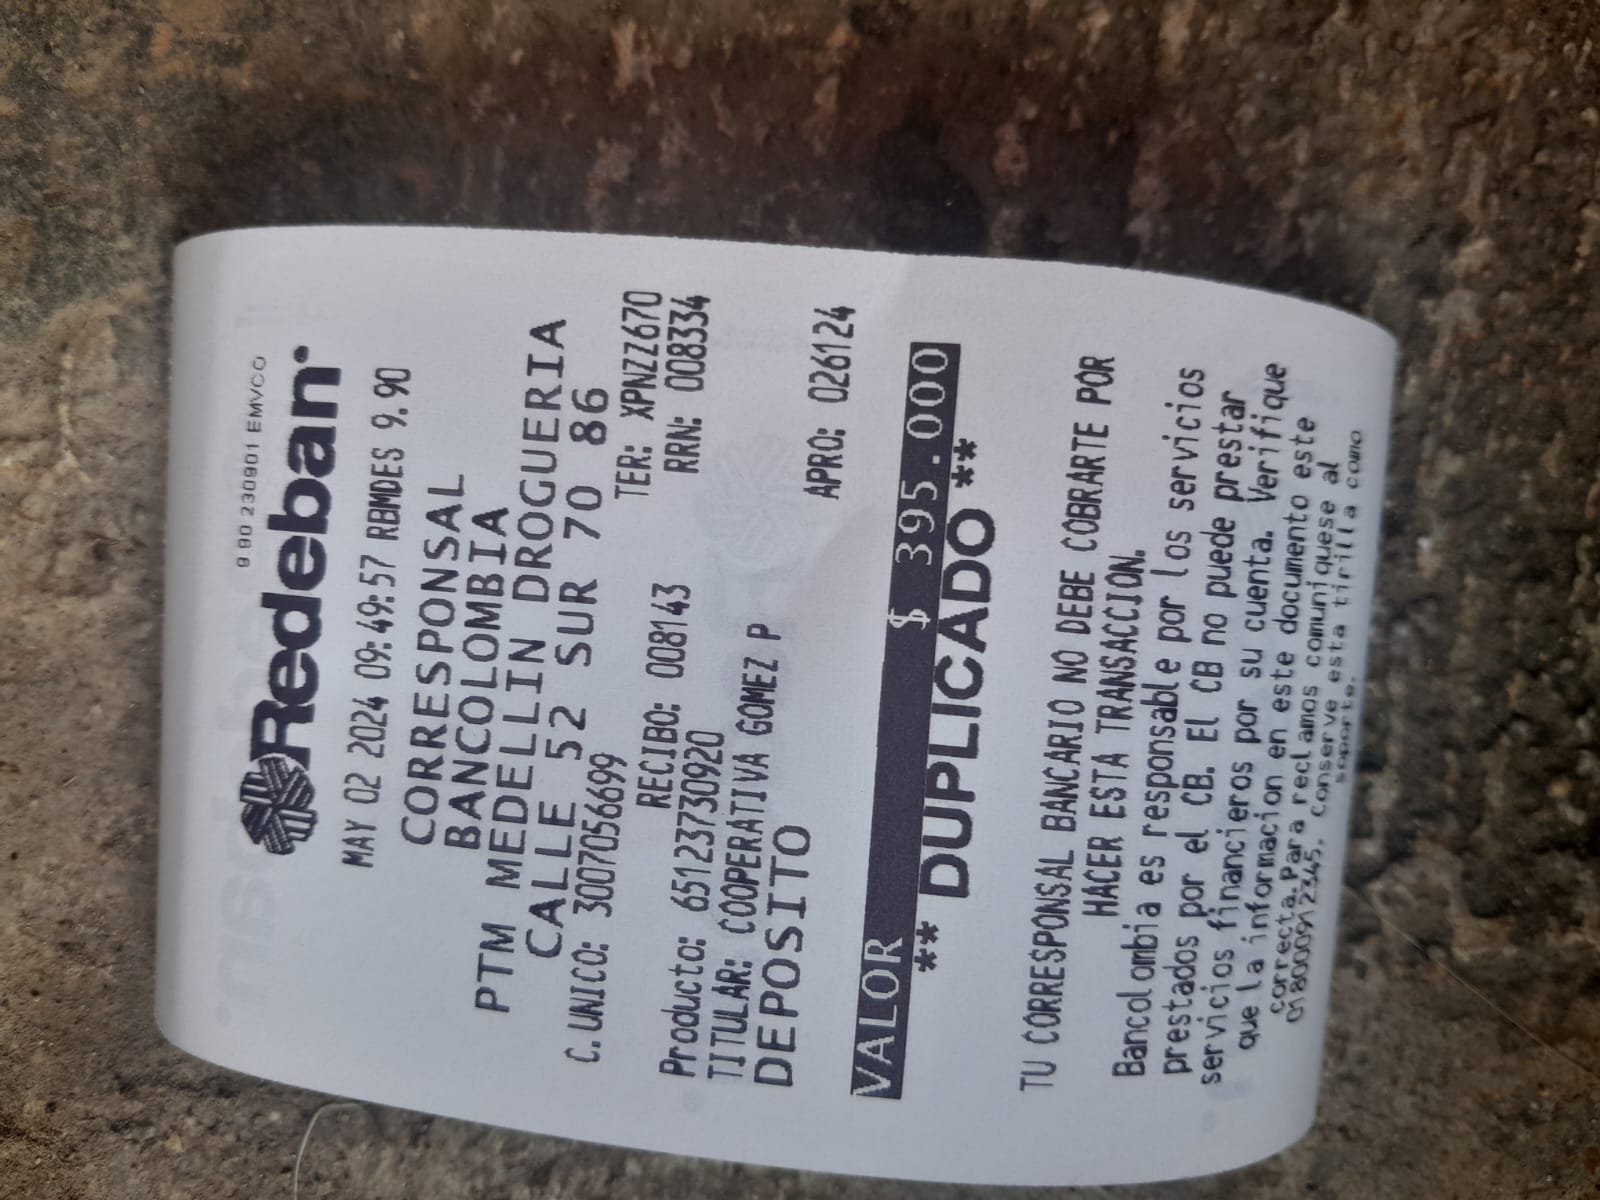 9.90 230901 EMVCO
Redeban
MAY 02 2024 09:49:57 RBMDES 9.90
CORRESPONSAL
BANCOLOMBIA
PTM MEDELLIN DROGUERIA
CALLE 52 SUR 70 86
C.UNICO: 3007056699 TER: XPNZZ670
RECIBO: 008143 RRN: 008334
Producto: 65123730920
TITULAR: COOPERATIVA GOMEZ P
DEPOSITO APRO: 026124
VALOR $ 395.000
** DUPLICADO **
TU CORRESPONSAL BANCARIO NO DEBE COBRARTE POR
HACER ESTA TRANSACCION.
Bancolombia es responsable por los servicios
prestados por el CB. El CB no puede prestar
servicios financieros por su cuenta. Verifique
que la informacion en este documento este
correcta.Para reclamos comuniquese al
018000912345. Conserve esta tirilla como
soporte.